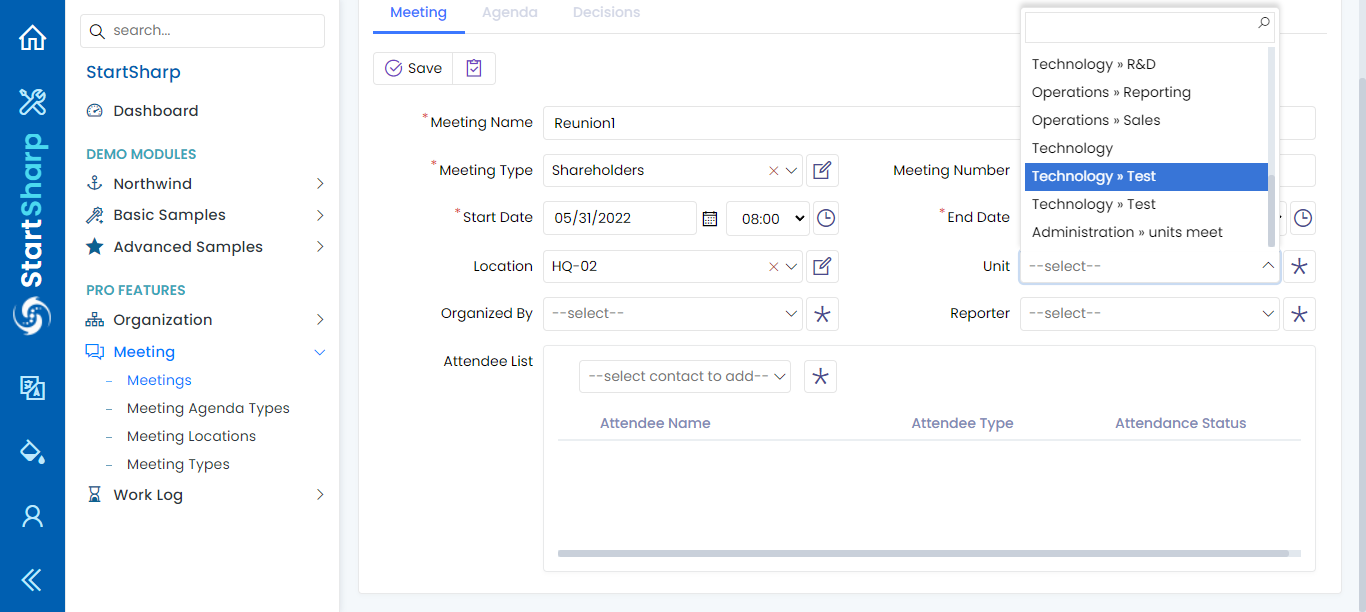 StartSharp
search...
StartSharp
Dashboard
DEMO MODULES
Northwind
Basic Samples
Advanced Samples
PRO FEATURES
Organization
Meeting
Meetings
Meeting Agenda Types
Meeting Locations
Meeting Types
Work Log
Meeting
Agenda
Decisions
Save
* Meeting Name
Reunion1
* Meeting Type
Shareholders
Meeting Number
* Start Date
05/31/2022
08:00
* End Date
Location
HQ-02
Unit
--select--
Technology » R&D
Operations » Reporting
Operations » Sales
Technology
Technology » Test
Technology » Test
Administration » units meet
Organized By
--select--
Reporter
--select--
Attendee List
--select contact to add--
Attendee Name
Attendee Type
Attendance Status